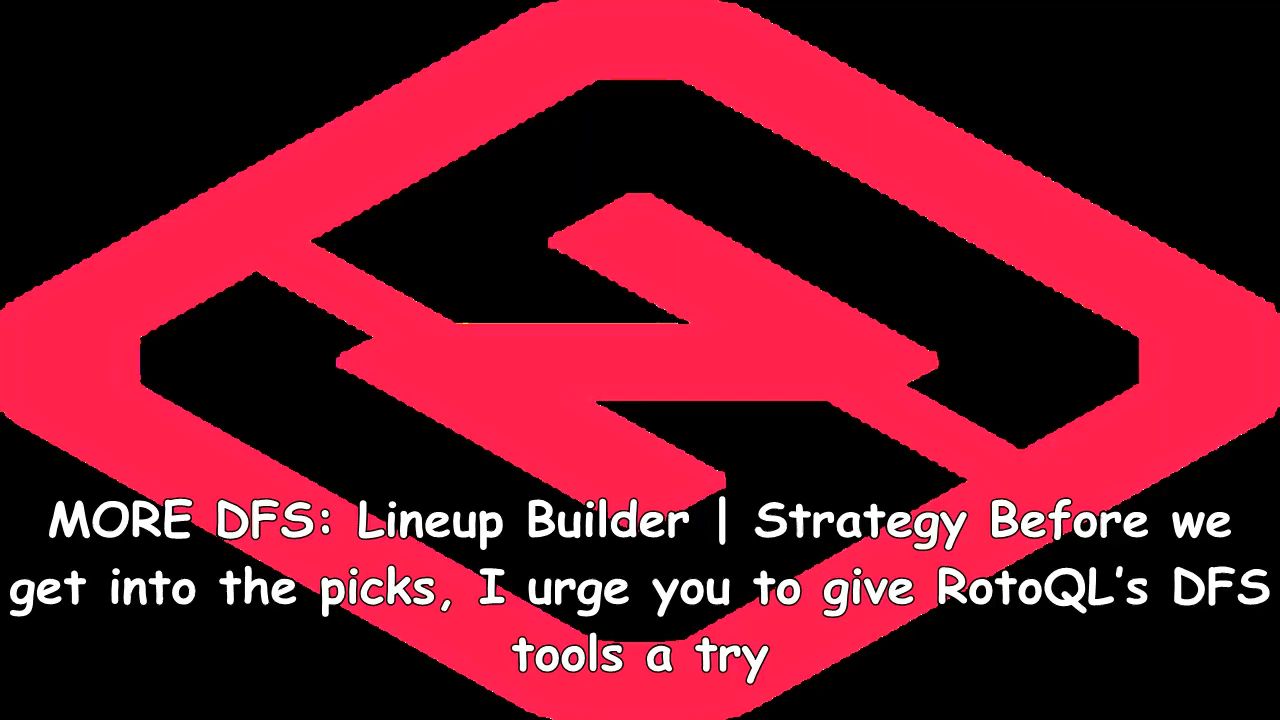 MORE DFS: Lineup Builder | Strategy Before we
get into the picks, I urge you to give RotoQL’s DFS
tools a try